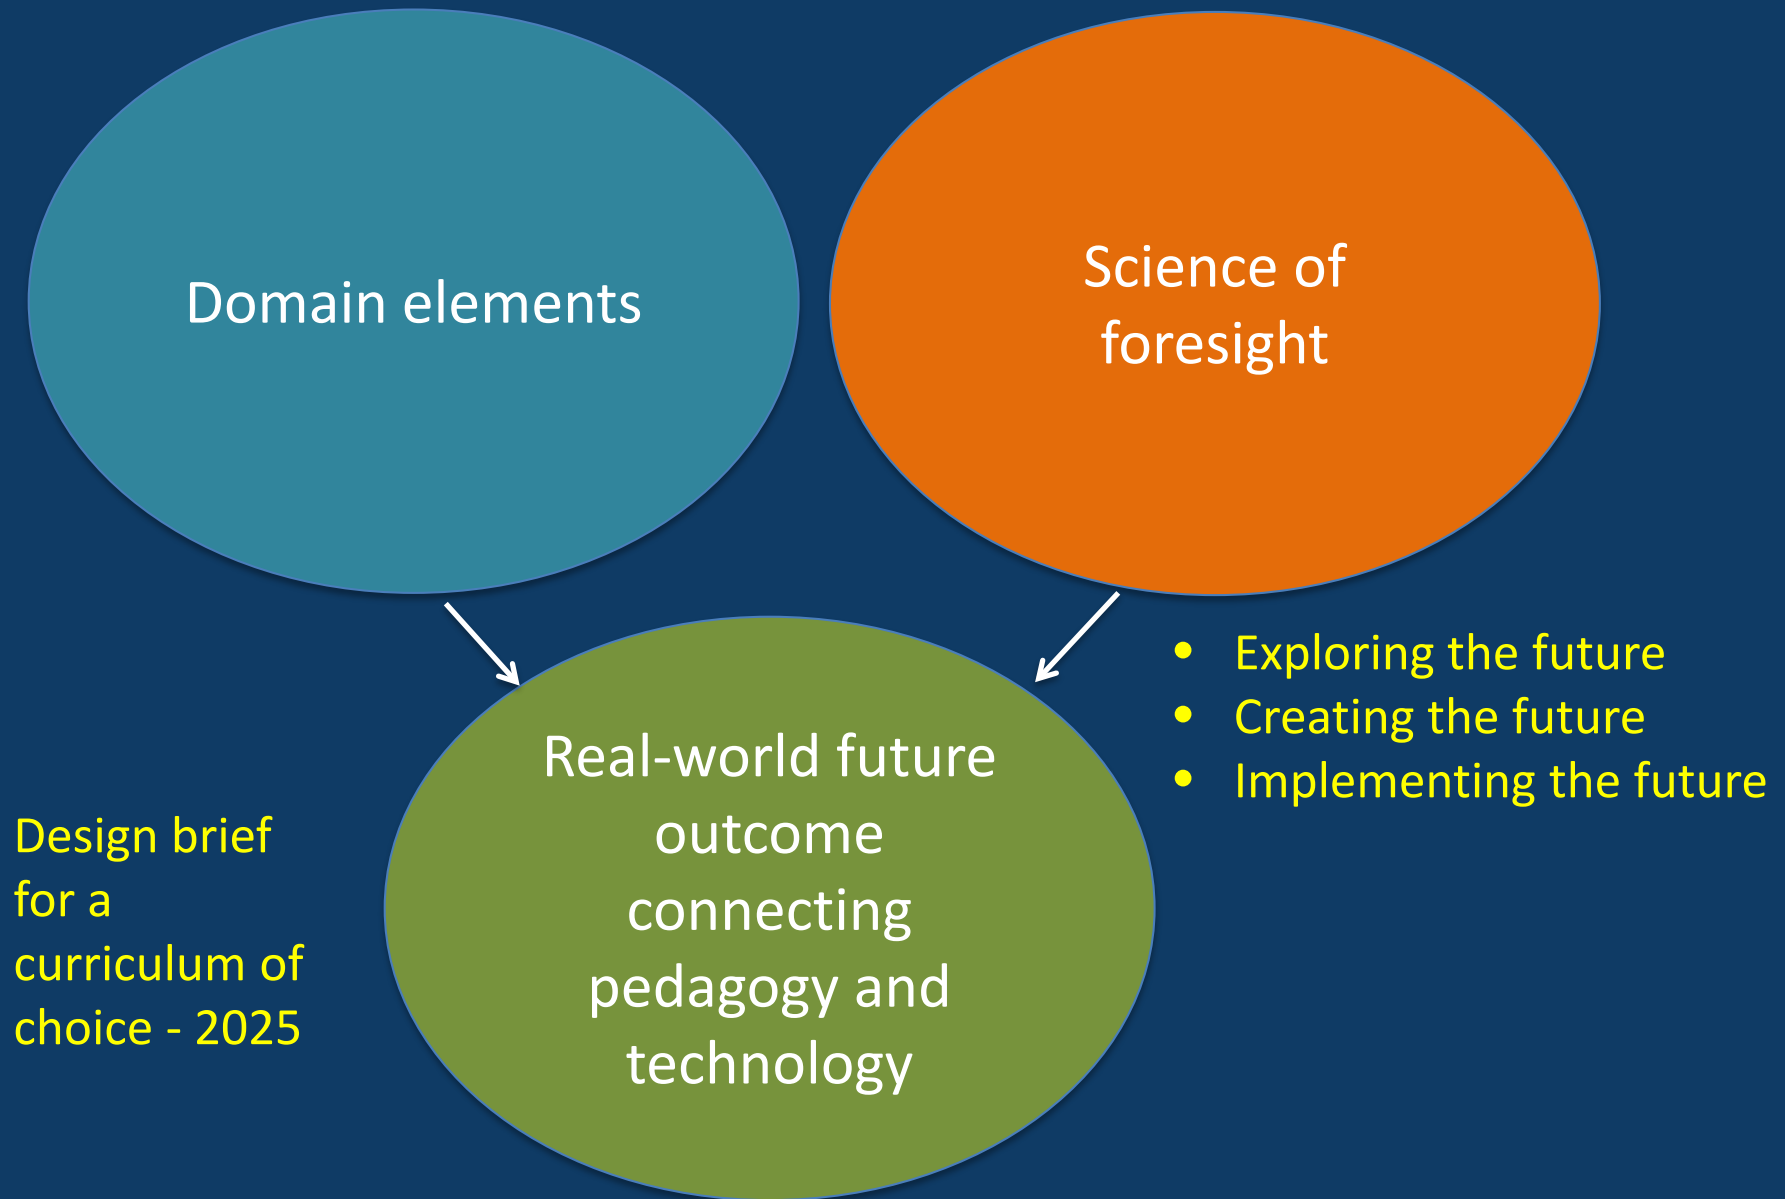 Domain elements
Science of
foresight
Real-world future
outcome
connecting
pedagogy and
technology
• Exploring the future
• Creating the future
• Implementing the future
Design brief
for a
curriculum of
choice - 2025